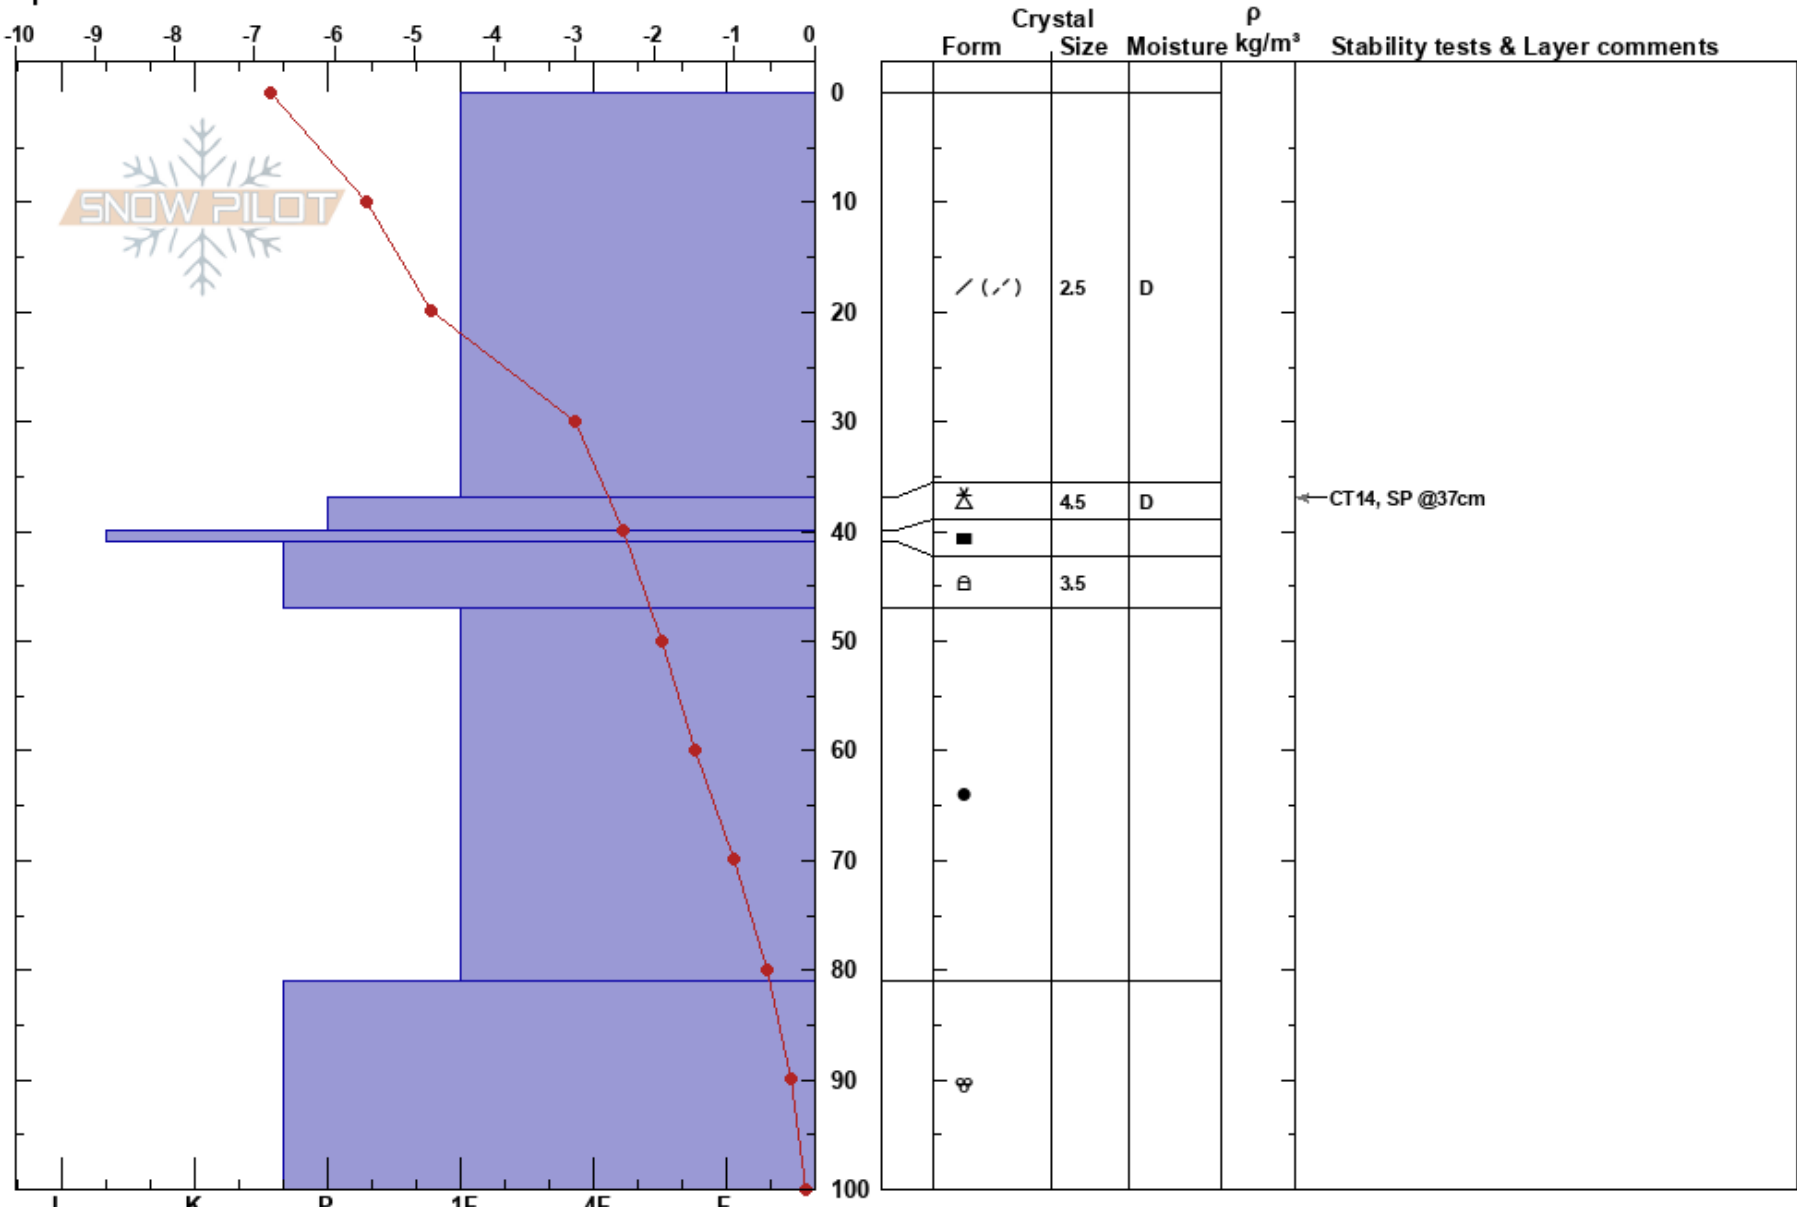 Crystal ρ
-10 -9 -8 -7 -6 -5 -4 -3 -2 -1 0 Form Size Moisture kg/m³ Stability tests & Layer comments
0
SNOW PILOT
10
20
2.5 D
30
4.5 D CT14, SP @37cm
40
3.5
50
60
70
80
90
100
I K P 1F 4F F